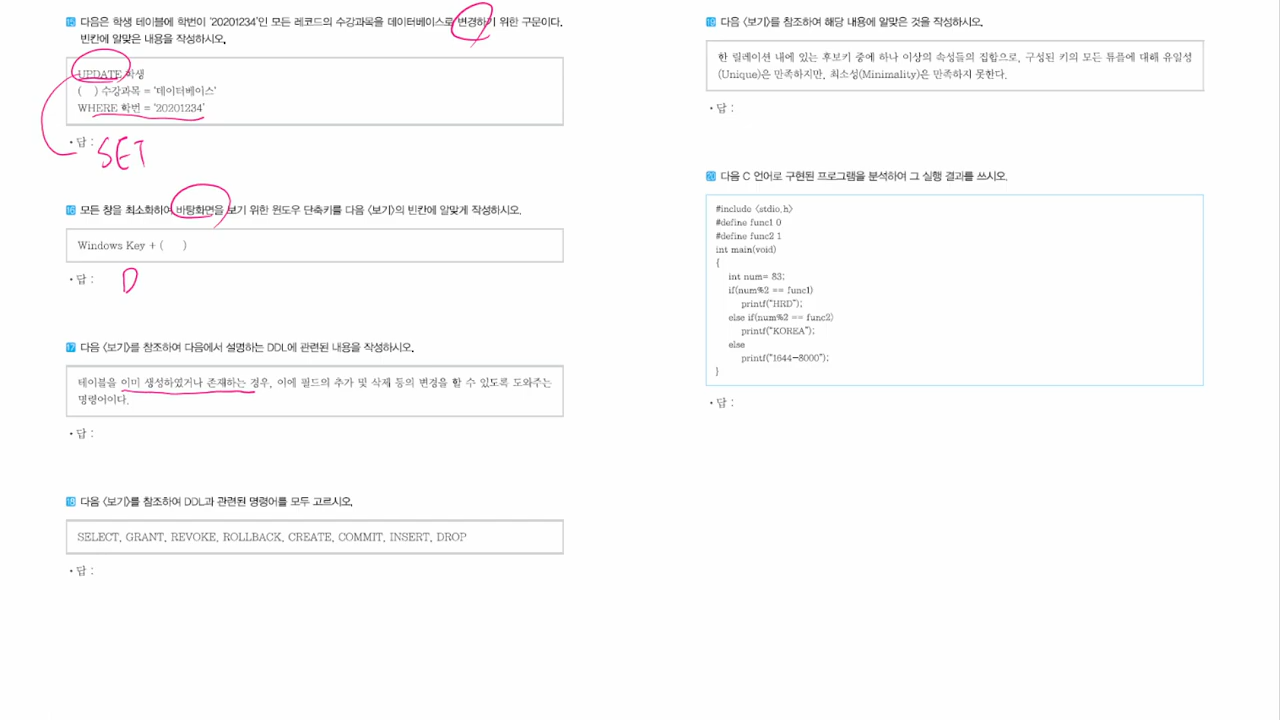 15 다음은 학생 테이블에 학번이 '20201234'인 모든 레코드의 수강과목을 데이터베이스로 변경하기 위한 구문이다.
빈칸에 알맞은 내용을 작성하시오.
UPDATE 학생
(    ) 수강과목 = '데이터베이스'
WHERE 학번 = '20201234'
• 답 :
SET
16 모든 창을 최소화하여 바탕화면을 보기 위한 윈도우 단축키를 다음 〈보기〉의 빈칸에 알맞게 작성하시오.
Windows Key + (    )
• 답 :
D
17 다음 〈보기〉를 참조하여 다음에서 설명하는 DDL에 관련된 내용을 작성하시오.
테이블을 이미 생성하였거나 존재하는 경우, 이에 필드의 추가 및 삭제 등의 변경을 할 수 있도록 도와주는
명령어이다.
• 답 :
18 다음 〈보기〉를 참조하여 DDL과 관련된 명령어를 모두 고르시오.
SELECT, GRANT, REVOKE, ROLLBACK, CREATE, COMMIT, INSERT, DROP
• 답 :
19 다음 〈보기〉를 참조하여 해당 내용에 알맞은 것을 작성하시오.
한 릴레이션 내에 있는 후보키 중에 하나 이상의 속성들의 집합으로, 구성된 키의 모든 튜플에 대해 유일성
(Unique)은 만족하지만, 최소성(Minimality)은 만족하지 못한다.
• 답 :
20 다음 C 언어로 구현된 프로그램을 분석하여 그 실행 결과를 쓰시오.
#include 〈stdio.h〉
#define func1 0
#define func2 1
int main(void)
{
int num= 83;
if(num%2 == func1)
printf("HRD");
else if(num%2 == func2)
printf("KOREA");
else
printf("1644-8000");
}
• 답 :